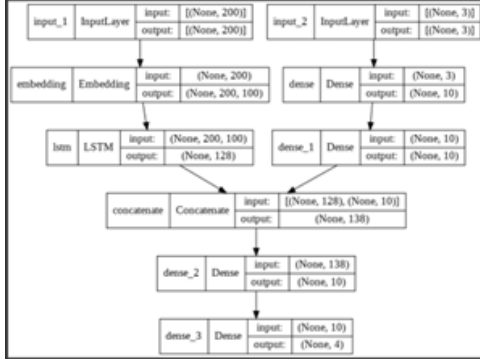 input_1 InputLayer input: [(None, 200)]
output: [(None, 200)]
input_2 InputLayer input: [(None, 3)]
output: [(None, 3)]
embedding Embedding input: (None, 200)
output: (None, 200, 100)
dense Dense input: (None, 3)
output: (None, 10)
lstm LSTM input: (None, 200, 100)
output: (None, 128)
dense_1 Dense input: (None, 10)
output: (None, 10)
concatenate Concatenate input: [(None, 128), (None, 10)]
output: (None, 138)
dense_2 Dense input: (None, 138)
output: (None, 10)
dense_3 Dense input: (None, 10)
output: (None, 4)